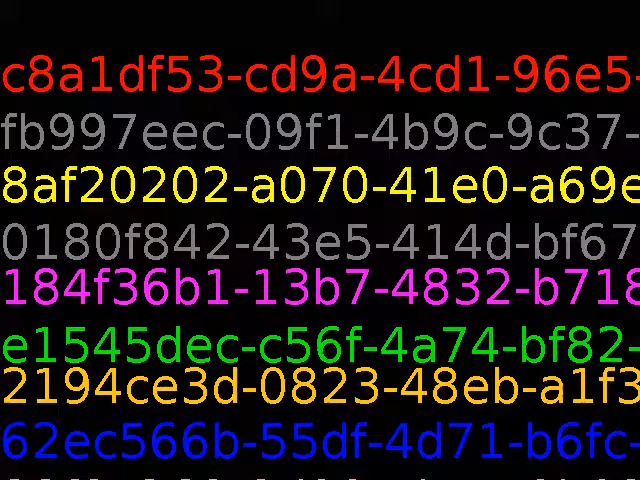 c8a1df53-cd9a-4cd1-96e5-
fb997eec-09f1-4b9c-9c37-
8af20202-a070-41e0-a69e
0180f842-43e5-414d-bf67
184f36b1-13b7-4832-b718
e1545dec-c56f-4a74-bf82-
2194ce3d-0823-48eb-a1f3
62ec566b-55df-4d71-b6fc-